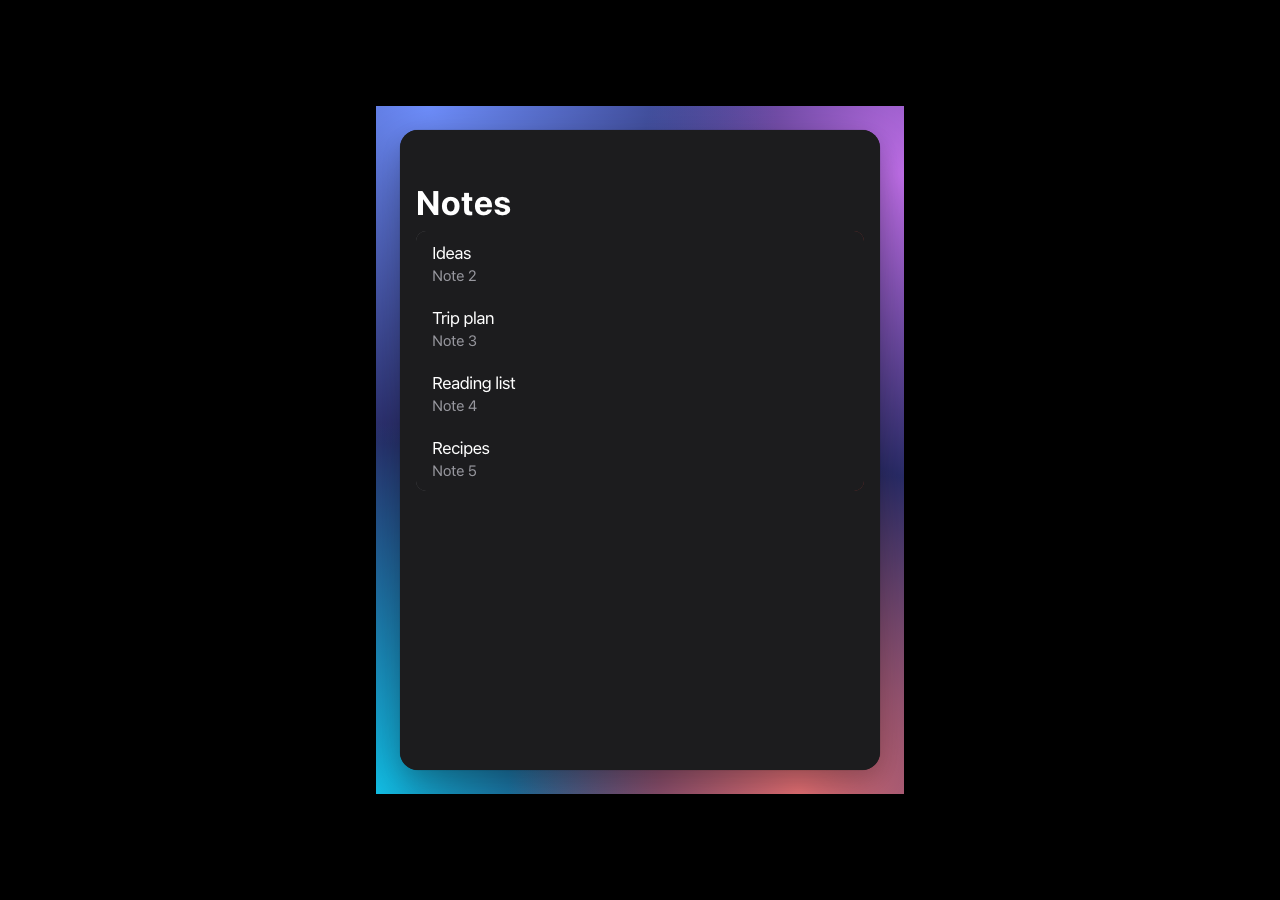 Notes
Ideas
Note 2
Trip plan
Note 3
Reading list
Note 4
Recipes
Note 5